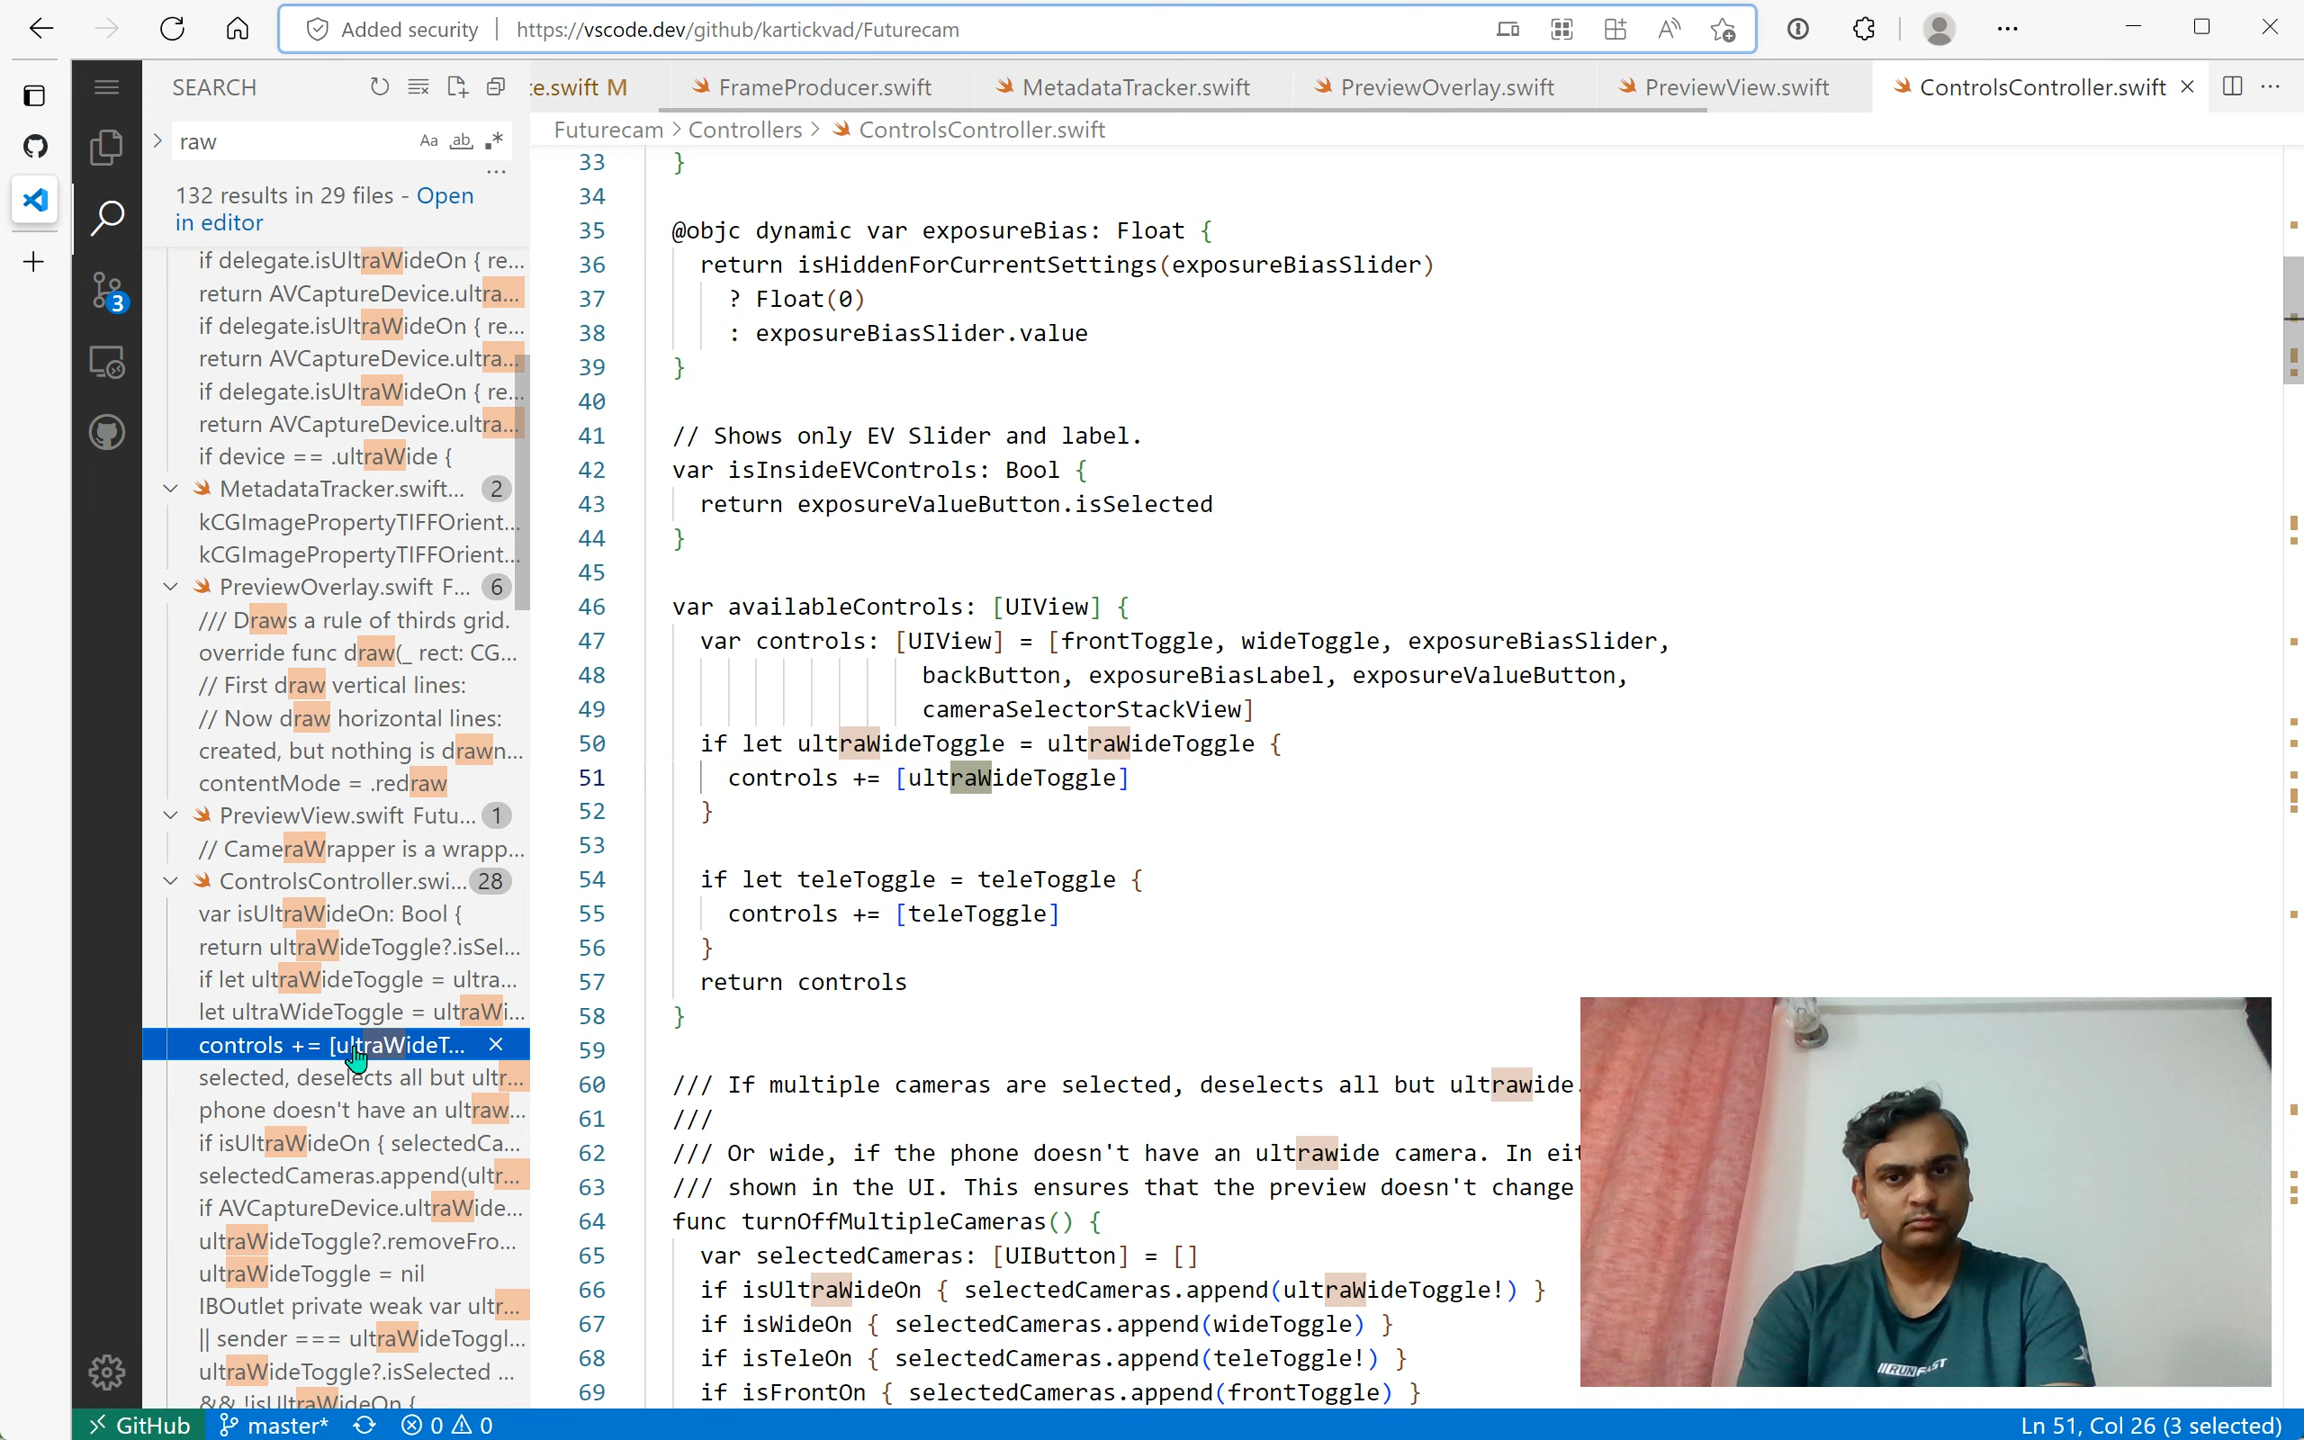 Added security
https://vscode.dev/github/kartickvad/Futurecam
SEARCH
te.swift M
FrameProducer.swift
MetadataTracker.swift
PreviewOverlay.swift
PreviewView.swift
ControlsController.swift
raw
Aa
ab
132 results in 29 files - Open
in editor
if delegate.isUltraWideOn { re...
return AVCaptureDevice.ultra...
if delegate.isUltraWideOn { re...
return AVCaptureDevice.ultra...
if delegate.isUltraWideOn { re...
return AVCaptureDevice.ultra...
if device == .ultraWide {
MetadataTracker.swift... 2
kCGImagePropertyTIFFOrient...
kCGImagePropertyTIFFOrient...
PreviewOverlay.swift F... 6
/// Draws a rule of thirds grid.
override func draw(_ rect: CG...
// First draw vertical lines:
// Now draw horizontal lines:
created, but nothing is drawn...
contentMode = .redraw
PreviewView.swift Futu... 1
// CameraWrapper is a wrapp...
ControlsController.swi... 28
var isUltraWideOn: Bool {
return ultraWideToggle?.isSel...
if let ultraWideToggle = ultra...
let ultraWideToggle = ultraWi...
controls += [ultraWideT...
selected, deselects all but ultr...
phone doesn't have an ultraw...
if isUltraWideOn { selectedCa...
selectedCameras.append(ultr...
if AVCaptureDevice.ultraWide...
ultraWideToggle?.removeFro...
ultraWideToggle = nil
IBOutlet private weak var ultr...
|| sender === ultraWideToggl...
ultraWideToggle?.isSelected ...
&& !isUltraWideOn {
3
Futurecam > Controllers > ControlsController.swift
33 }
34
35 @objc dynamic var exposureBias: Float {
36 return isHiddenForCurrentSettings(exposureBiasSlider)
37 ? Float(0)
38 : exposureBiasSlider.value
39 }
40
41 // Shows only EV Slider and label.
42 var isInsideEVControls: Bool {
43 return exposureValueButton.isSelected
44 }
45
46 var availableControls: [UIView] {
47 var controls: [UIView] = [frontToggle, wideToggle, exposureBiasSlider,
48 backButton, exposureBiasLabel, exposureValueButton,
49 cameraSelectorStackView]
50 if let ultraWideToggle = ultraWideToggle {
51 controls += [ultraWideToggle]
52 }
53
54 if let teleToggle = teleToggle {
55 controls += [teleToggle]
56 }
57 return controls
58 }
59
60 /// If multiple cameras are selected, deselects all but ultrawide.
61 ///
62 /// Or wide, if the phone doesn't have an ultrawide camera. In eit
63 /// shown in the UI. This ensures that the preview doesn't change
64 func turnOffMultipleCameras() {
65 var selectedCameras: [UIButton] = []
66 if isUltraWideOn { selectedCameras.append(ultraWideToggle!) }
67 if isWideOn { selectedCameras.append(wideToggle) }
68 if isTeleOn { selectedCameras.append(teleToggle!) }
69 if isFrontOn { selectedCameras.append(frontToggle) }
GitHub
master*
0
0
Ln 51, Col 26 (3 selected)